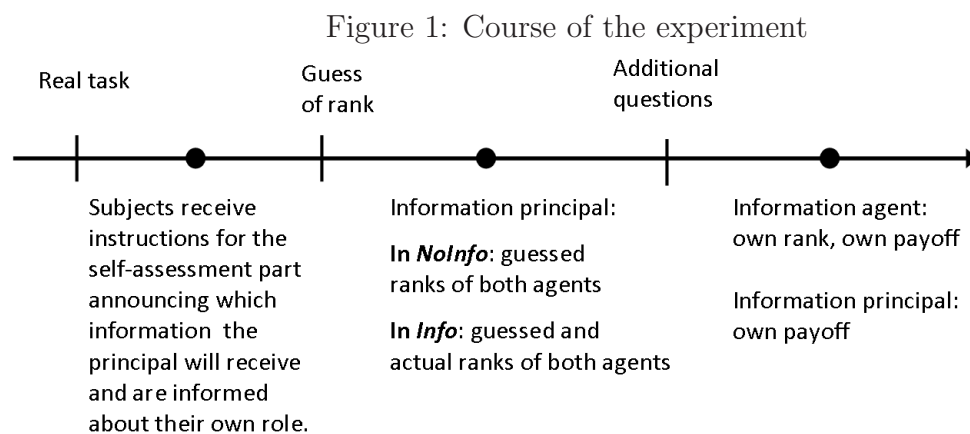 Figure 1: Course of the experiment
Real task
Guess
of rank
Additional
questions
Subjects receive
instructions for the
self-assessment part
announcing which
information the
principal will receive
and are informed
about their own role.
Information principal:
In NoInfo: guessed
ranks of both agents
In Info: guessed and
actual ranks of both agents
Information agent:
own rank, own payoff
Information principal:
own payoff